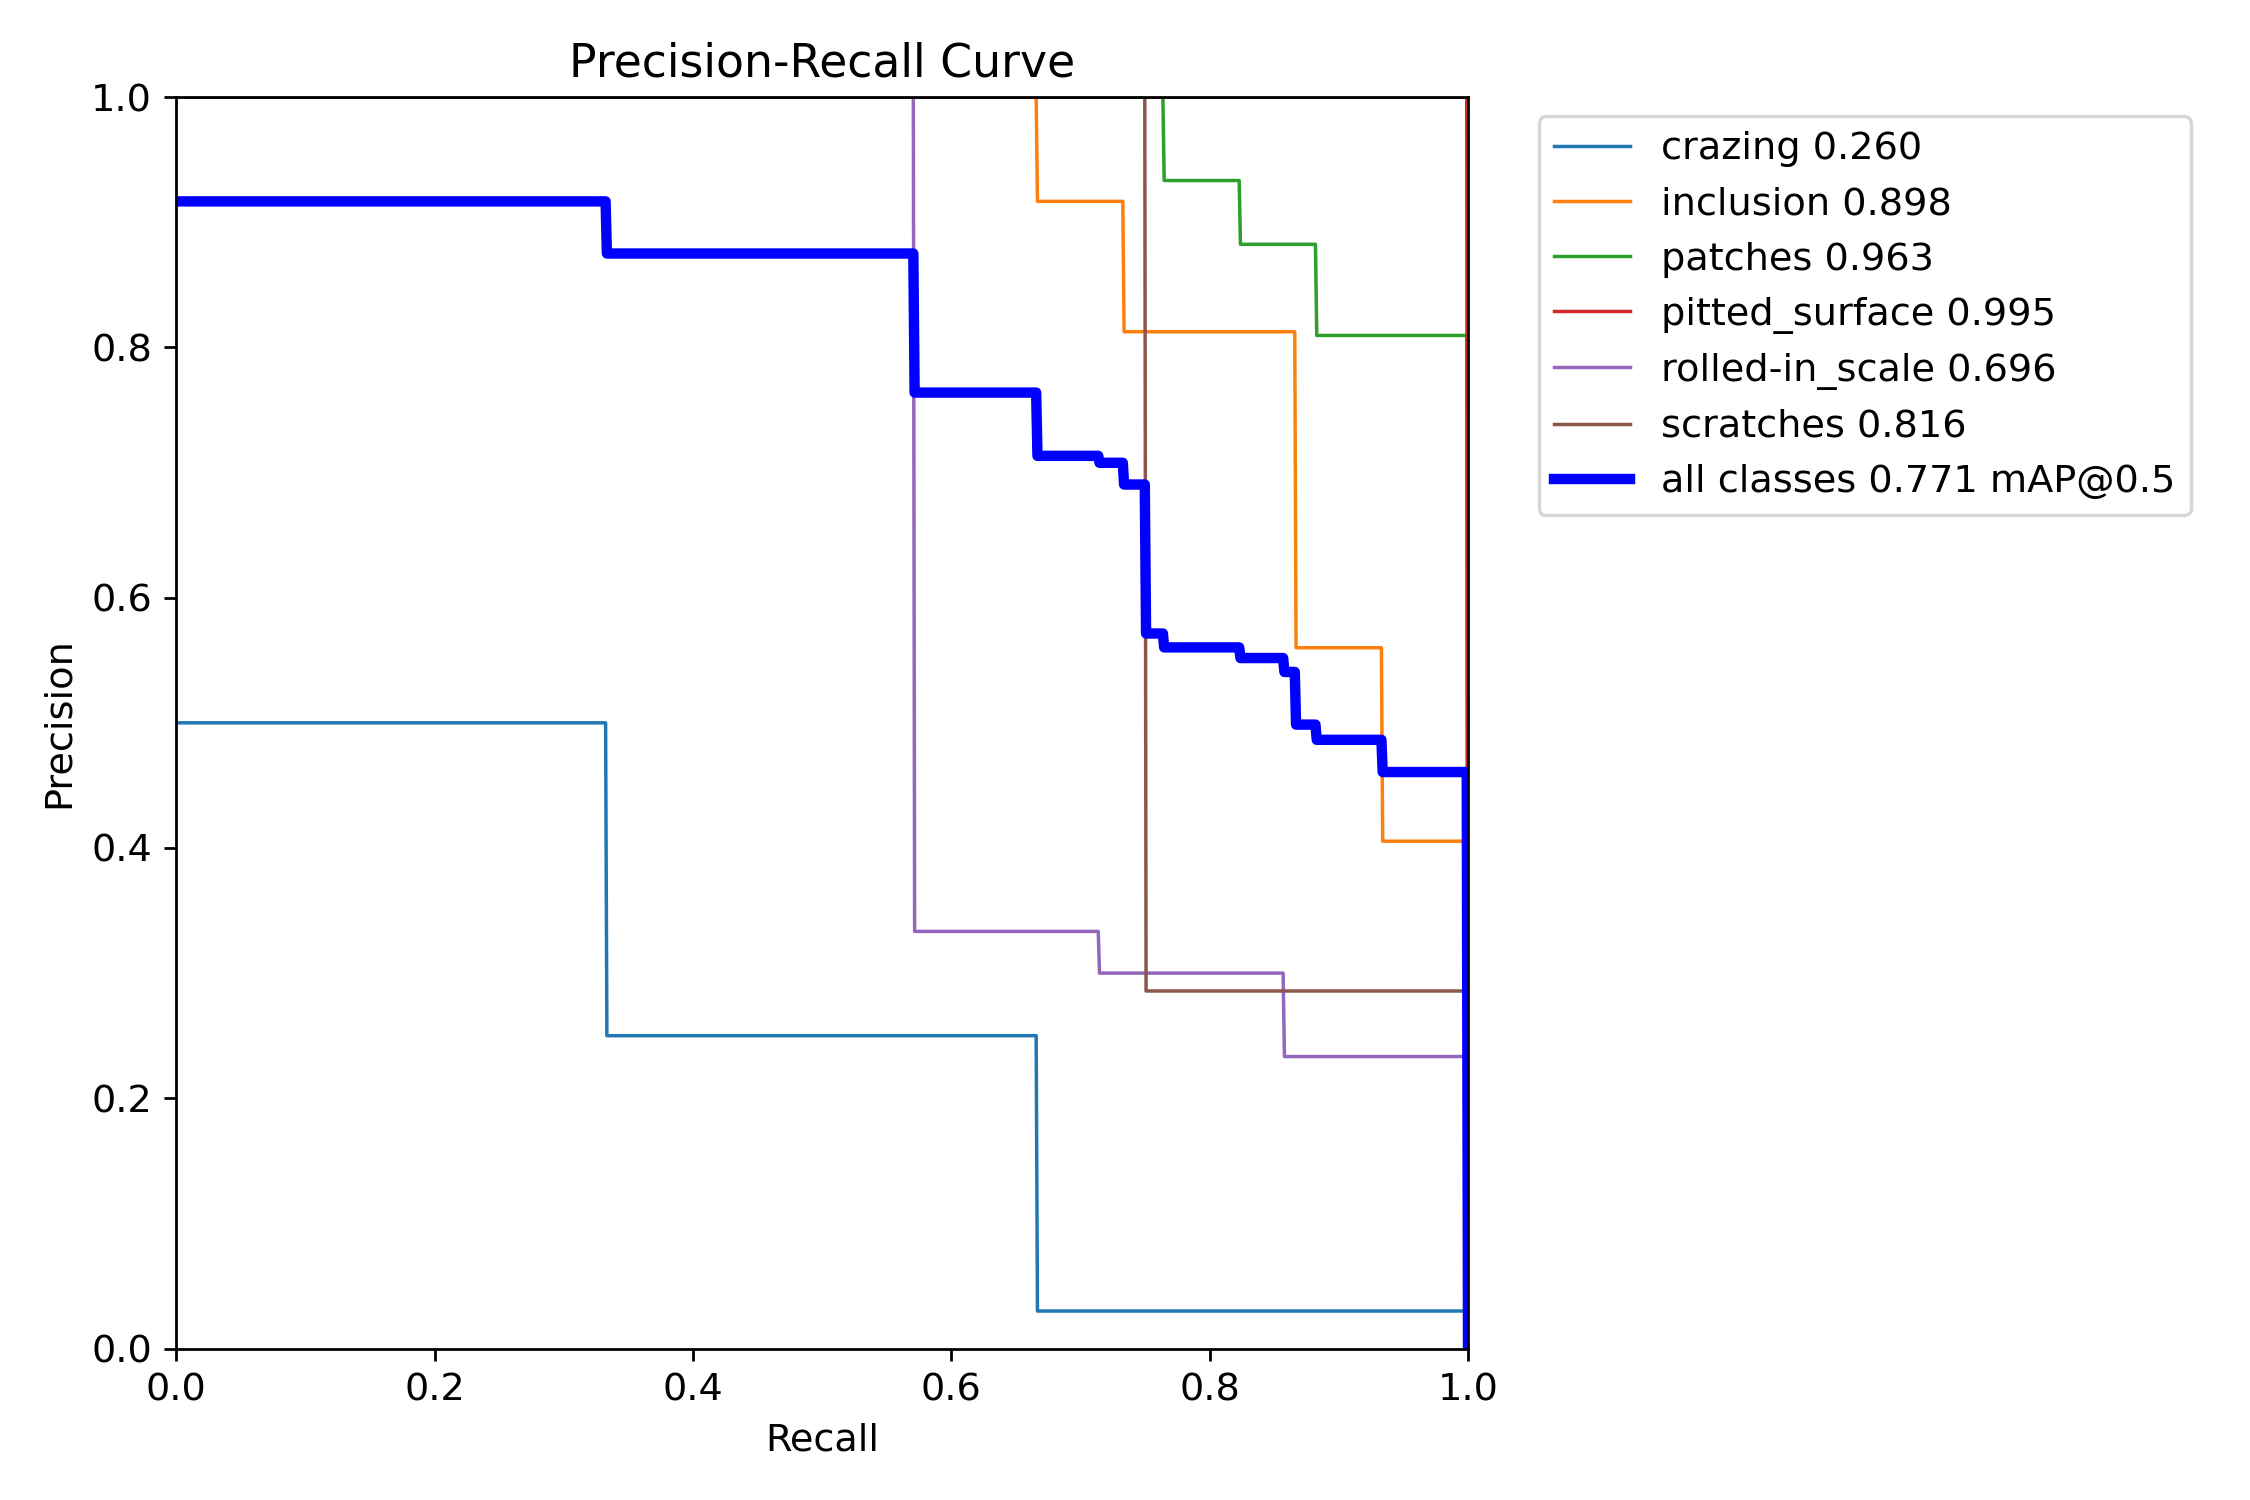 Precision-Recall Curve
1.0
0.8
0.6
0.4
0.2
0.0
Precision
0.0 0.2 0.4 0.6 0.8 1.0
Recall
crazing 0.260
inclusion 0.898
patches 0.963
pitted_surface 0.995
rolled-in_scale 0.696
scratches 0.816
all classes 0.771 mAP@0.5